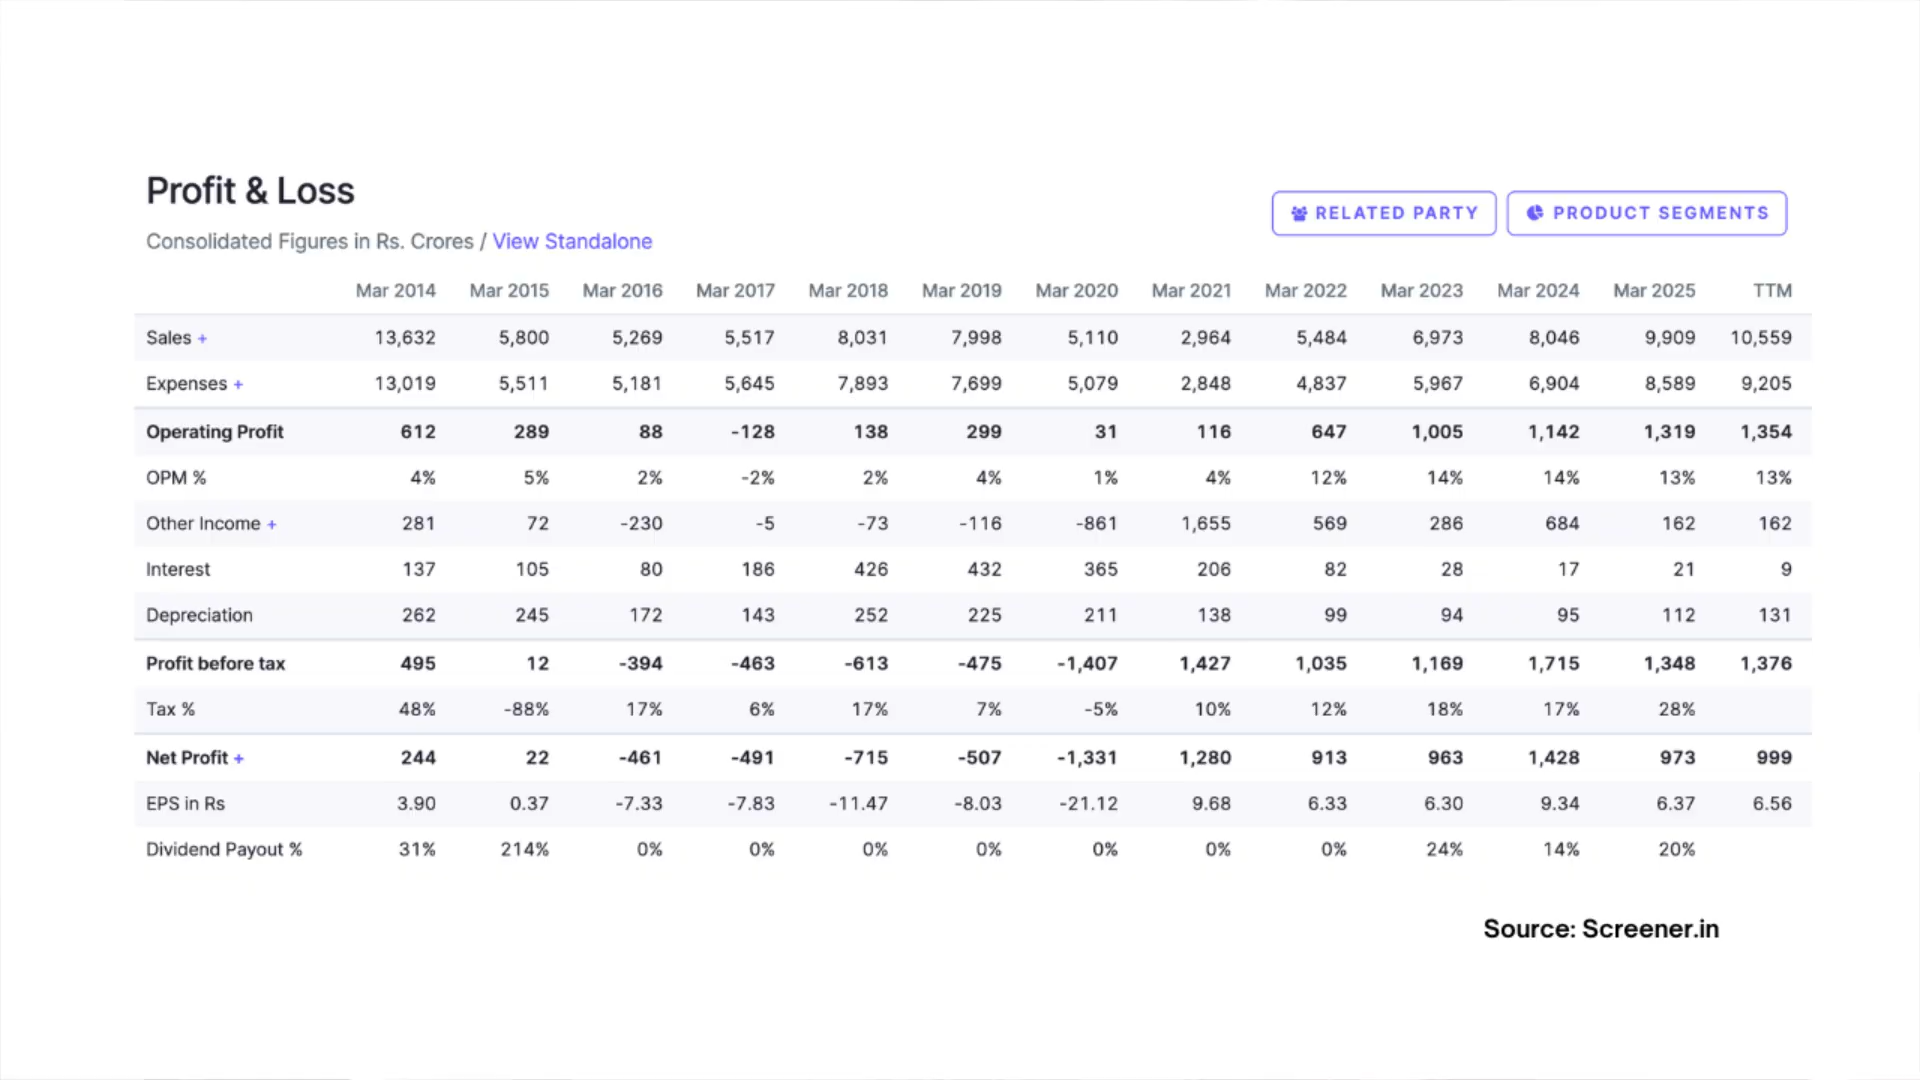 Profit & Loss
RELATED PARTY PRODUCT SEGMENTS
Consolidated Figures in Rs. Crores / View Standalone
Mar 2014 Mar 2015 Mar 2016 Mar 2017 Mar 2018 Mar 2019 Mar 2020 Mar 2021 Mar 2022 Mar 2023 Mar 2024 Mar 2025 TTM
Sales + 13,632 5,800 5,269 5,517 8,031 7,998 5,110 2,964 5,484 6,973 8,046 9,909 10,559
Expenses + 13,019 5,511 5,181 5,645 7,893 7,699 5,079 2,848 4,837 5,967 6,904 8,589 9,205
Operating Profit 612 289 88 -128 138 299 31 116 647 1,005 1,142 1,319 1,354
OPM % 4% 5% 2% -2% 2% 4% 1% 4% 12% 14% 14% 13% 13%
Other Income + 281 72 -230 -5 -73 -116 -861 1,655 569 286 684 162 162
Interest 137 105 80 186 426 432 365 206 82 28 17 21 9
Depreciation 262 245 172 143 252 225 211 138 99 94 95 112 131
Profit before tax 495 12 -394 -463 -613 -475 -1,407 1,427 1,035 1,169 1,715 1,348 1,376
Tax % 48% -88% 17% 6% 17% 7% -5% 10% 12% 18% 17% 28%
Net Profit + 244 22 -461 -491 -715 -507 -1,331 1,280 913 963 1,428 973 999
EPS in Rs 3.90 0.37 -7.33 -7.83 -11.47 -8.03 -21.12 9.68 6.33 6.30 9.34 6.37 6.56
Dividend Payout % 31% 214% 0% 0% 0% 0% 0% 0% 0% 24% 14% 20%
Source: Screener.in